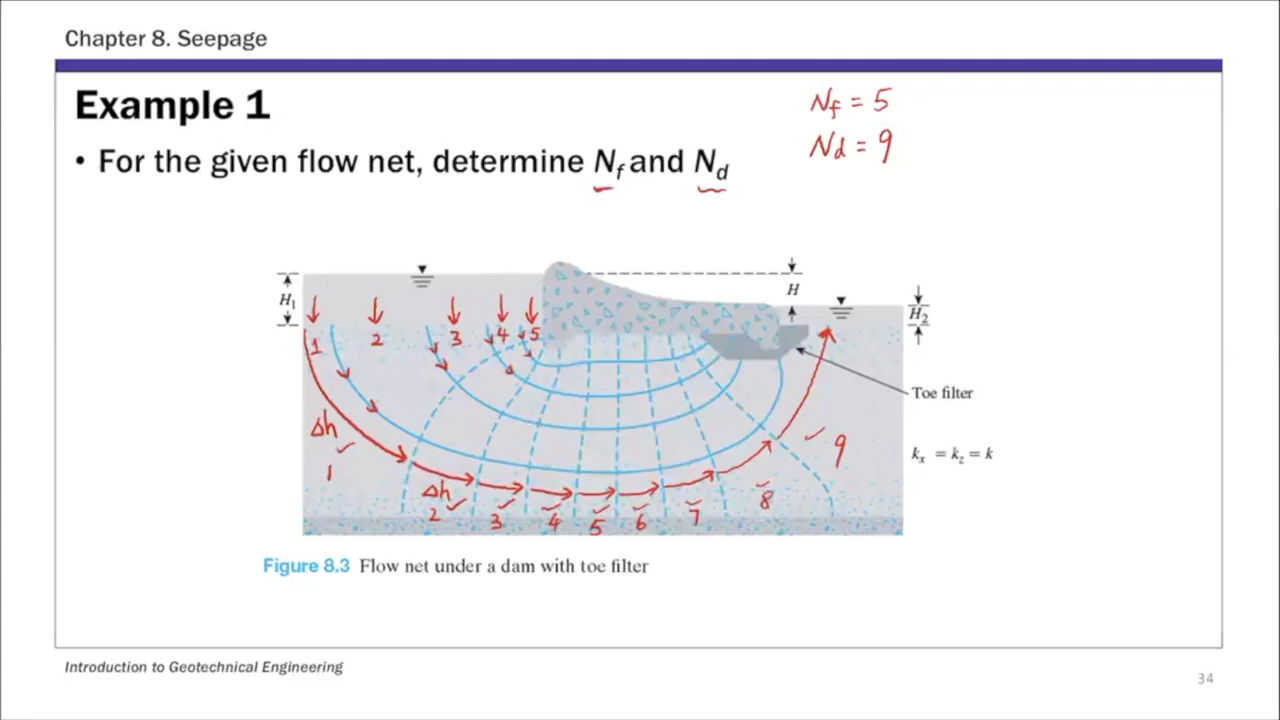 Chapter 8. Seepage
Example 1
N_f = 5
N_d = 9
• For the given flow net, determine N_f and N_d
H
H_1
H_2
1
2
3
4
5
Toe filter
k_x = k_z = k
Δh
1
Δh
2
3
4
5
6
7
8
9
Figure 8.3 Flow net under a dam with toe filter
Introduction to Geotechnical Engineering
34